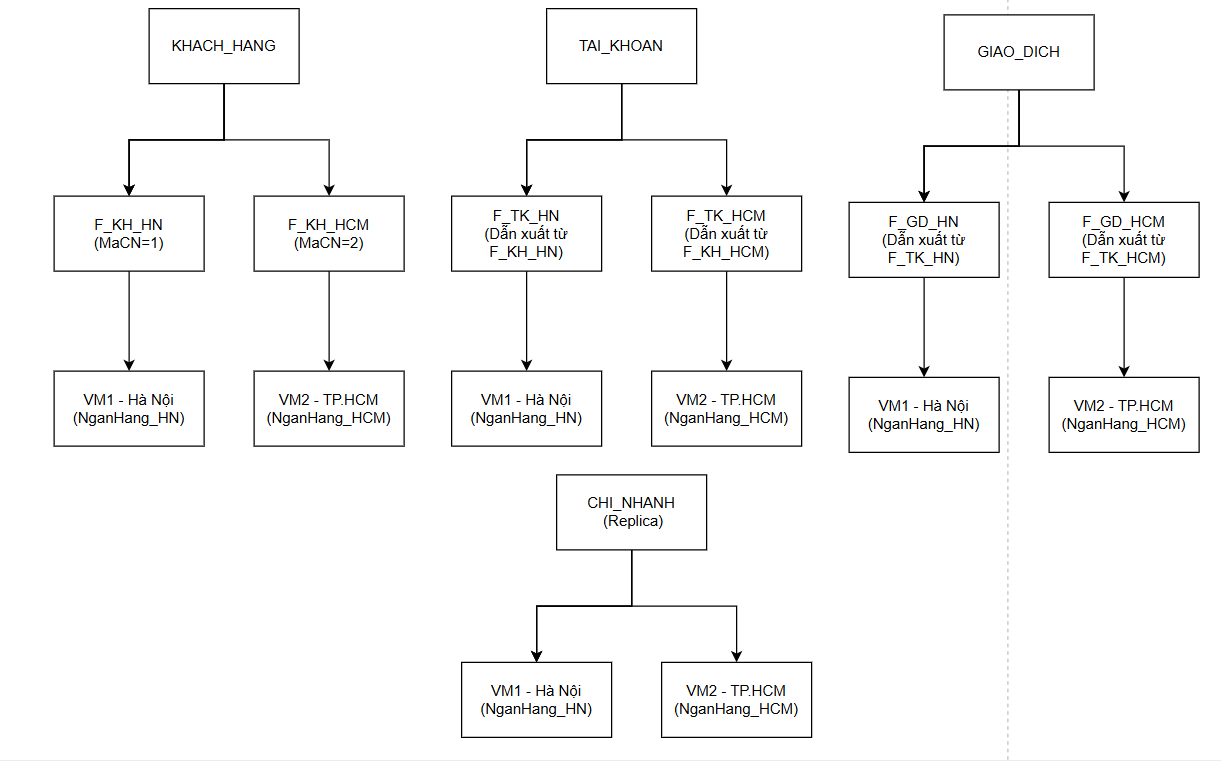 KHACH_HANG
TAI_KHOAN
GIAO_DICH
F_KH_HN
(MaCN=1)
F_KH_HCM
(MaCN=2)
F_TK_HN
(Dẫn xuất từ
F_KH_HN)
F_TK_HCM
(Dẫn xuất từ
F_KH_HCM)
F_GD_HN
(Dẫn xuất từ
F_TK_HN)
F_GD_HCM
(Dẫn xuất từ
F_TK_HCM)
VM1 - Hà Nội
(NganHang_HN)
VM2 - TP.HCM
(NganHang_HCM)
VM1 - Hà Nội
(NganHang_HN)
VM2 - TP.HCM
(NganHang_HCM)
VM1 - Hà Nội
(NganHang_HN)
VM2 - TP.HCM
(NganHang_HCM)
CHI_NHANH
(Replica)
VM1 - Hà Nội
(NganHang_HN)
VM2 - TP.HCM
(NganHang_HCM)